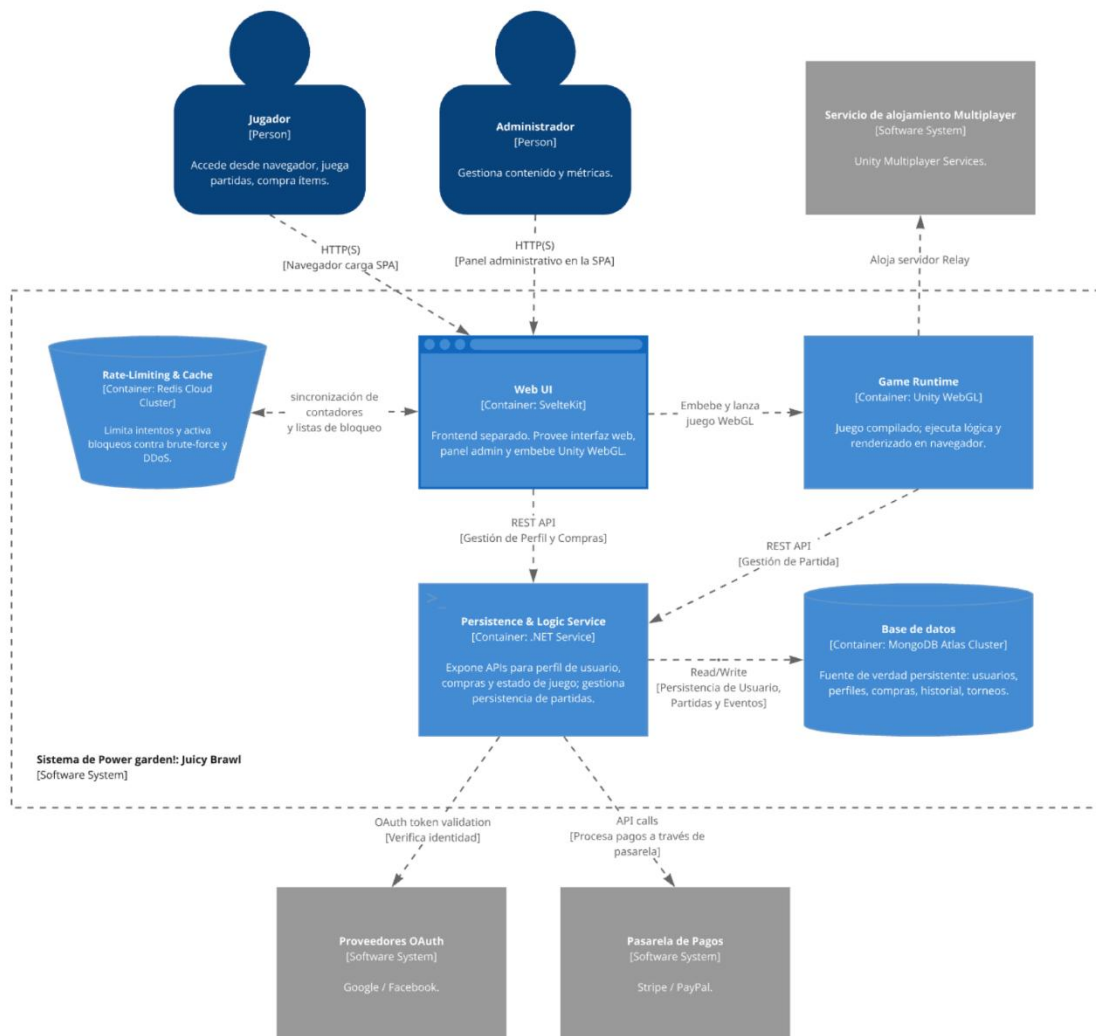 Jugador
[Person]
Accede desde navegador, juega
partidas, compra ítems.
Administrador
[Person]
Gestiona contenido y métricas.
Servicio de alojamiento Multiplayer
[Software System]
Unity Multiplayer Services.
HTTP(S)
[Navegador carga SPA]
HTTP(S)
[Panel administrativo en la SPA]
Aloja servidor Relay
Rate-Limiting & Cache
[Container: Redis Cloud
Cluster]
Limita intentos y activa
bloqueos contra brute-force y
DDoS.
sincronización de
contadores
y listas de bloqueo
Web UI
[Container: SvelteKit]
Frontend separado. Provee interfaz web,
panel admin y embebe Unity WebGL.
Embebe y lanza
juego WebGL
Game Runtime
[Container: Unity WebGL]
Juego compilado; ejecuta lógica y
renderizado en navegador.
REST API
[Gestión de Perfil y Compras]
REST API
[Gestión de Partida]
>_
Persistence & Logic Service
[Container: .NET Service]
Expone APIs para perfil de usuario,
compras y estado de juego; gestiona
persistencia de partidas.
Read/Write
[Persistencia de Usuario,
Partidas y Eventos]
Base de datos
[Container: MongoDB Atlas Cluster]
Fuente de verdad persistente: usuarios,
perfiles, compras, historial, torneos.
Sistema de Power garden!: Juicy Brawl
[Software System]
OAuth token validation
[Verifica identidad]
API calls
[Procesa pagos a través de
pasarela]
Proveedores OAuth
[Software System]
Google / Facebook.
Pasarela de Pagos
[Software System]
Stripe / PayPal.